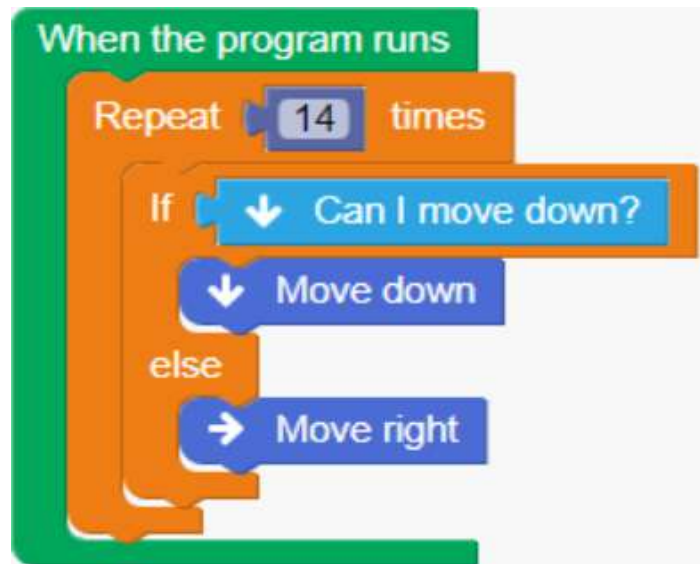 When the program runs
Repeat 14 times
If Can I move down?
Move down
else
Move right